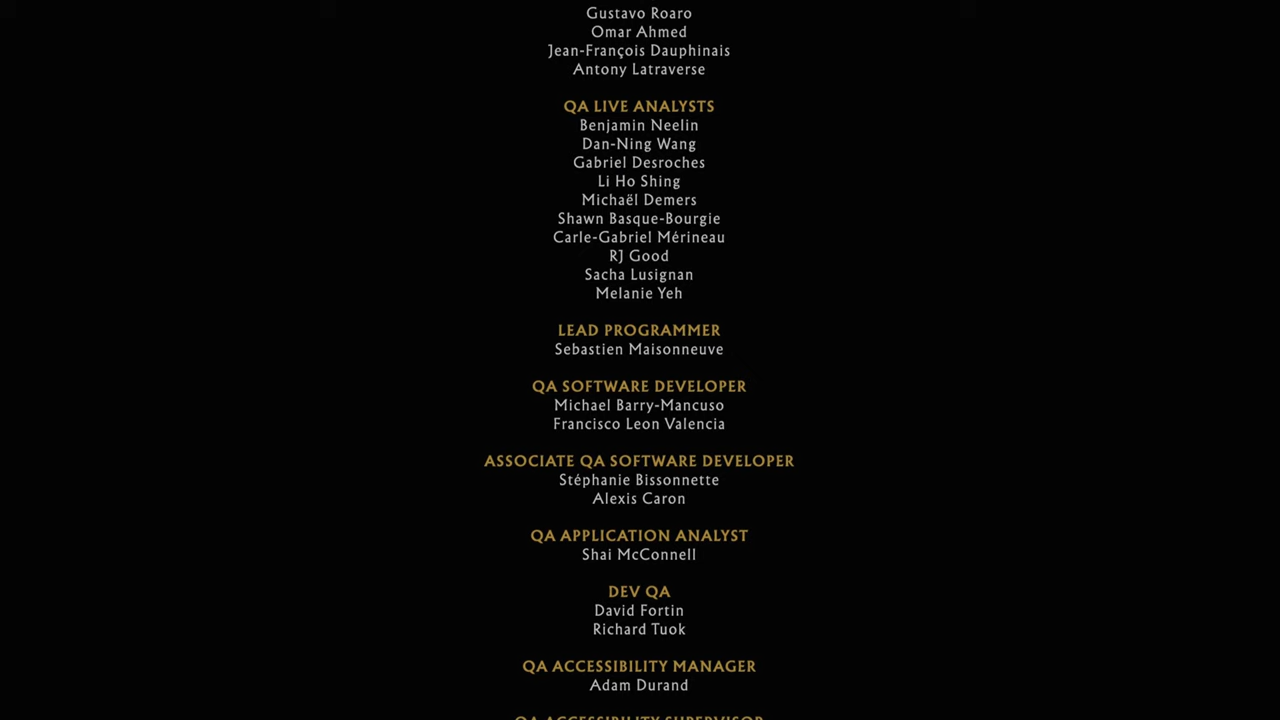 Gustavo Roaro
Omar Ahmed
Jean-François Dauphinais
Antony Latraverse
QA LIVE ANALYSTS
Benjamin Neelin
Dan-Ning Wang
Gabriel Desroches
Li Ho Shing
Michaël Demers
Shawn Basque-Bourgie
Carle-Gabriel Mérineau
RJ Good
Sacha Lusignan
Melanie Yeh
LEAD PROGRAMMER
Sebastien Maisonneuve
QA SOFTWARE DEVELOPER
Michael Barry-Mancuso
Francisco Leon Valencia
ASSOCIATE QA SOFTWARE DEVELOPER
Stéphanie Bissonnette
Alexis Caron
QA APPLICATION ANALYST
Shai McConnell
DEV QA
David Fortin
Richard Tuok
QA ACCESSIBILITY MANAGER
Adam Durand
QA ACCESSIBILITY SUPERVISOR